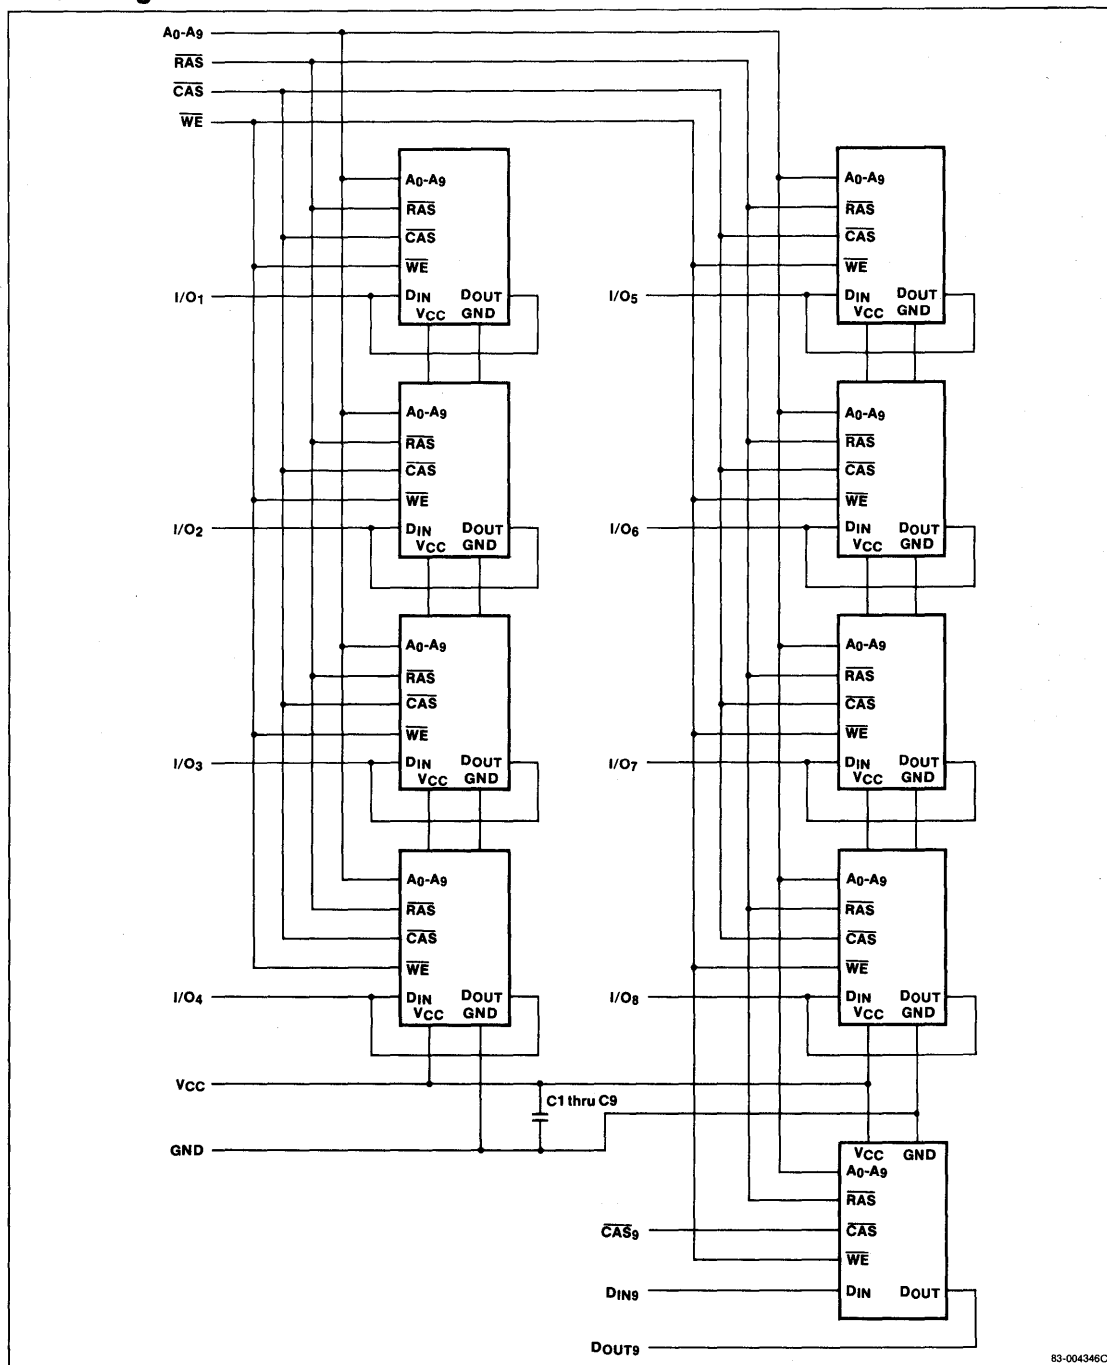 A0-A9
RAS
CAS
WE
A0-A9
RAS
CAS
WE
I/O1
DIN DOUT
VCC GND
A0-A9
RAS
CAS
WE
I/O2
DIN DOUT
VCC GND
A0-A9
RAS
CAS
WE
I/O3
DIN DOUT
VCC GND
A0-A9
RAS
CAS
WE
I/O4
DIN DOUT
VCC GND
A0-A9
RAS
CAS
WE
I/O5
DIN DOUT
VCC GND
A0-A9
RAS
CAS
WE
I/O6
DIN DOUT
VCC GND
A0-A9
RAS
CAS
WE
I/O7
DIN DOUT
VCC GND
A0-A9
RAS
CAS
WE
I/O8
DIN DOUT
VCC GND
VCC
C1 thru C9
GND
VCC GND
A0-A9
RAS
CAS9
CAS
WE
DIN9
DIN DOUT
DOUT9
83-004346C